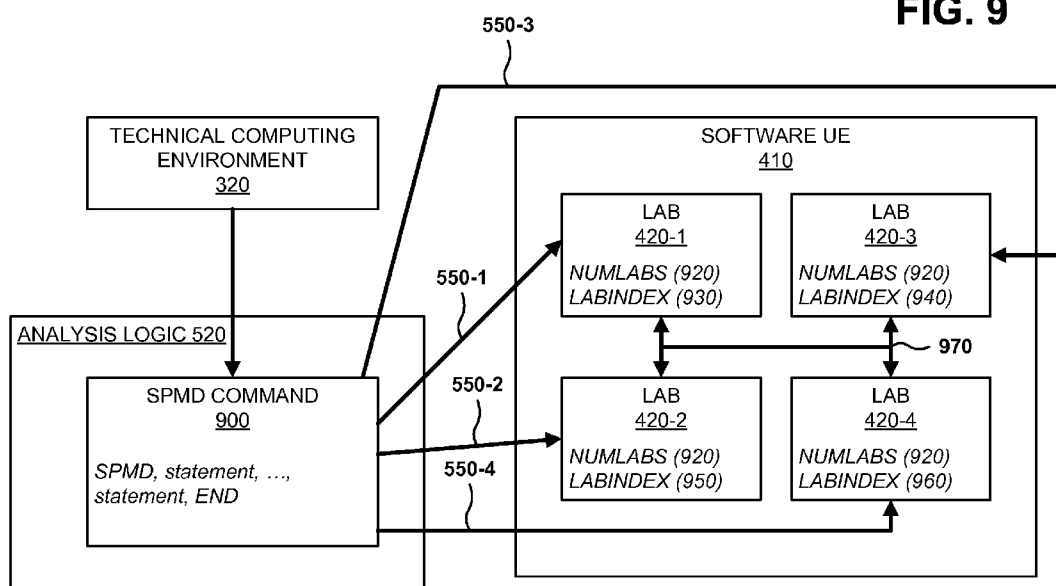 FIG. 9
550-3
TECHNICAL COMPUTING
ENVIRONMENT
320
SOFTWARE UE
410
LAB
420-1
NUMLABS (920)
LABINDEX (930)
LAB
420-3
NUMLABS (920)
LABINDEX (940)
550-1
970
ANALYSIS LOGIC 520
SPMD COMMAND
900
SPMD, statement, ...,
statement, END
550-2
550-4
LAB
420-2
NUMLABS (920)
LABINDEX (950)
LAB
420-4
NUMLABS (920)
LABINDEX (960)